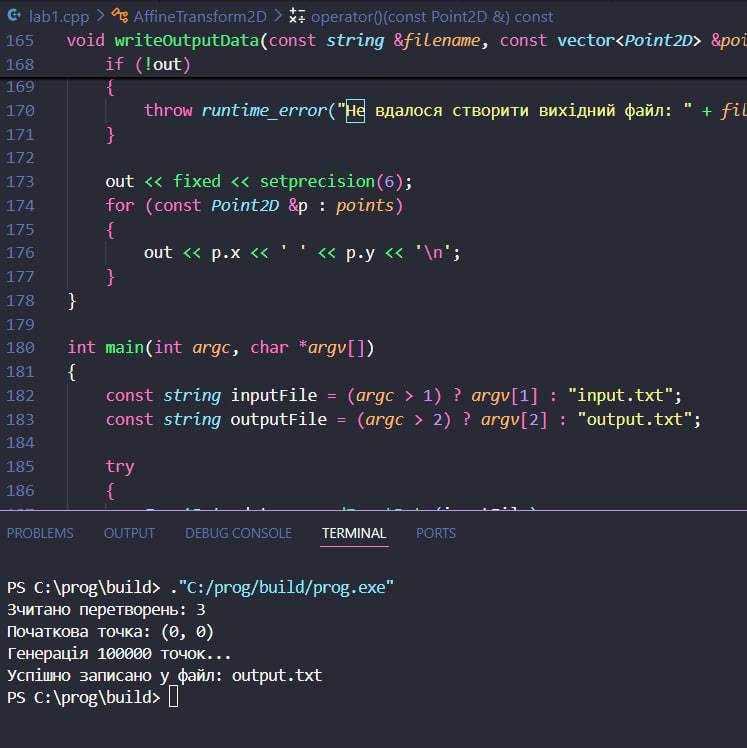 lab1.cpp > AffineTransform2D > operator()(const Point2D &) const
165 void writeOutputData(const string &filename, const vector<Point2D> &poi
168 if (!out)
169 {
170 throw runtime_error("Не вдалося створити вихідний файл: " + fil
171 }
172
173 out << fixed << setprecision(6);
174 for (const Point2D &p : points)
175 {
176 out << p.x << ' ' << p.y << '\n';
177 }
178 }
179
180 int main(int argc, char *argv[])
181 {
182 const string inputFile = (argc > 1) ? argv[1] : "input.txt";
183 const string outputFile = (argc > 2) ? argv[2] : "output.txt";
184
185 try
186 {
PROBLEMS OUTPUT DEBUG CONSOLE TERMINAL PORTS
PS C:\prog\build> ."C:/prog/build/prog.exe"
Зчитано перетворень: 3
Початкова точка: (0, 0)
Генерація 100000 точок...
Успішно записано у файл: output.txt
PS C:\prog\build>